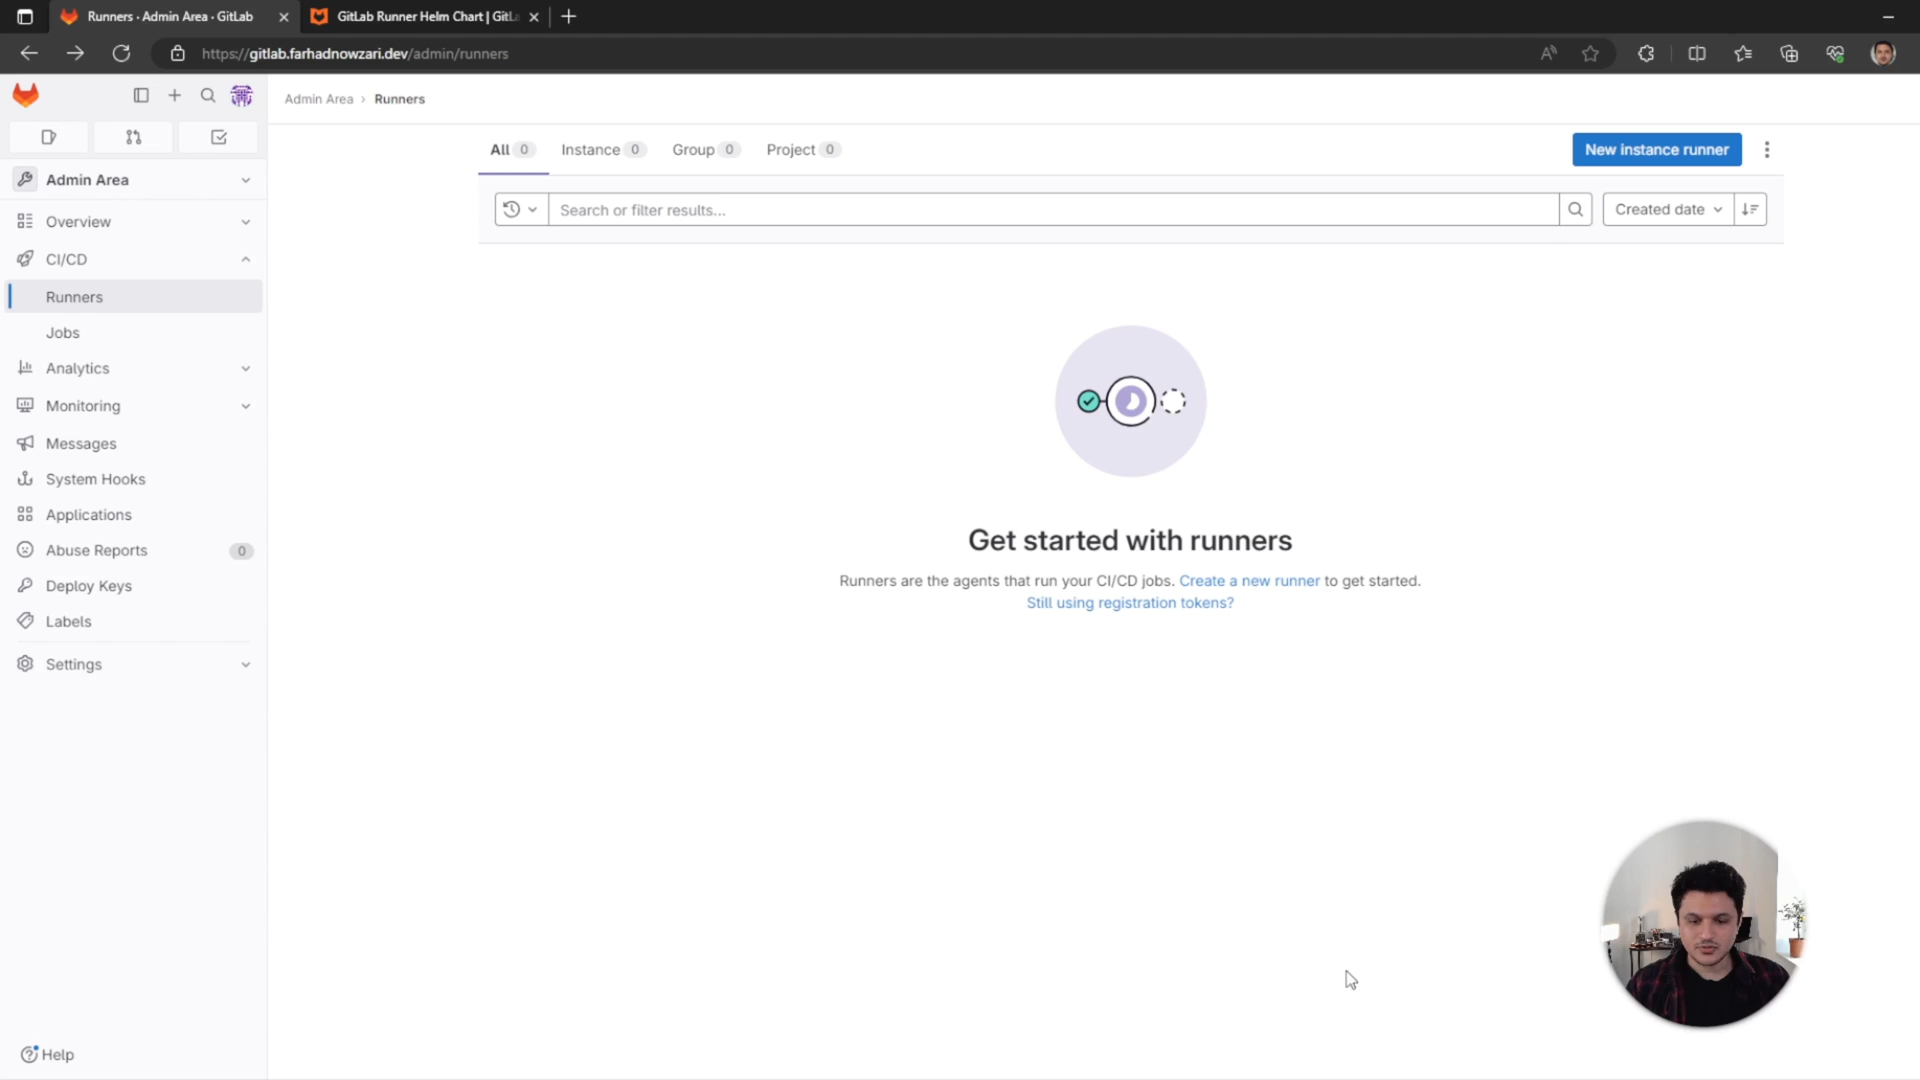 Runners · Admin Area · GitLab
GitLab Runner Helm Chart | GitLa
https://gitlab.farhadnowzari.dev/admin/runners
Admin Area › Runners
Admin Area
Overview
CI/CD
Runners
Jobs
Analytics
Monitoring
Messages
System Hooks
Applications
Abuse Reports 0
Deploy Keys
Labels
Settings
Help
All 0 Instance 0 Group 0 Project 0
New instance runner
Search or filter results...
Created date
Get started with runners
Runners are the agents that run your CI/CD jobs. Create a new runner to get started.
Still using registration tokens?